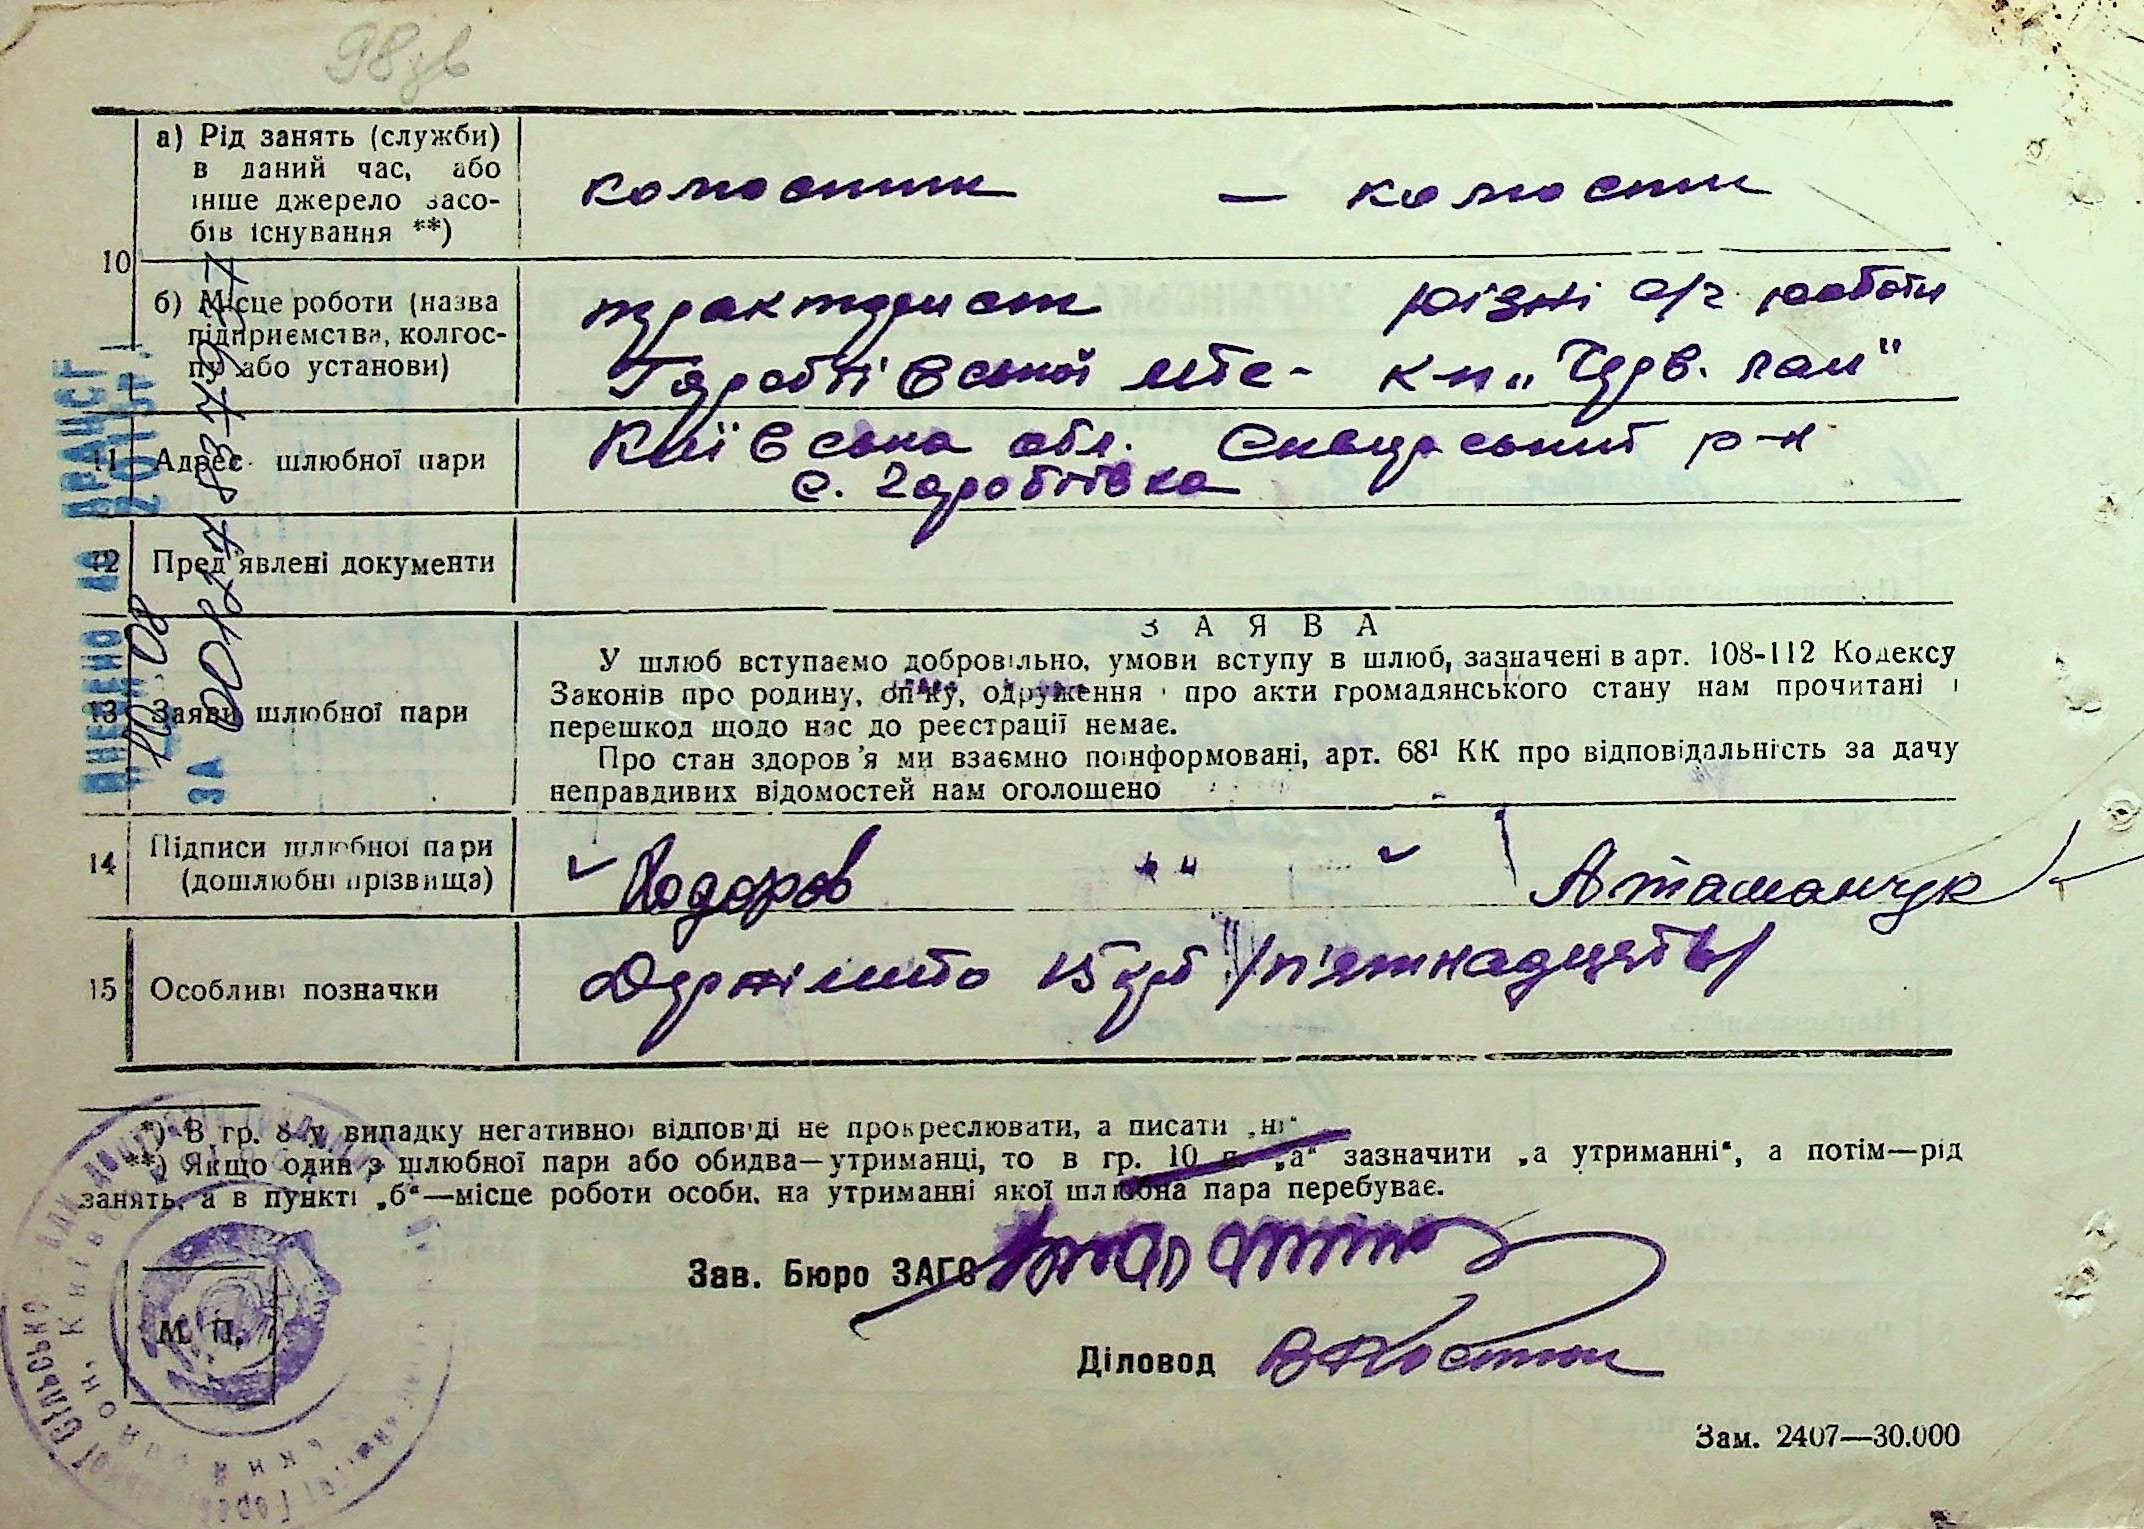 98зв
а) Рід занять (служби) в даний час, або інше джерело засобів існування **)
колгоспник — колгоспн
10
б) Місце роботи (назва підприємства, колгоспу або установи)
тракторист різні с/г роботи
Горобіївської МТС - к-п „Черв. лан"
11 Адрес шлюбної пари
Київська обл. Сквирський р-н
с. Горобіївка
12 Пред'явлені документи
ЗАЯВА
13 Заяви шлюбної пари
У шлюб вступаємо добровільно, умови вступу в шлюб, зазначені в арт. 108-112 Кодексу
Законів про родину, опіку, одруження і про акти громадянського стану нам прочитані і
перешкод щодо нас до реєстрації немає.
Про стан здоров'я ми взаємно поінформовані, арт. 68¹ КК про відповідальність за дачу
неправдивих відомостей нам оголошено
14 Підписи шлюбної пари (дошлюбні прізвища)
Атаманчук
15 Особливі позначки
Держмито 15 крб /п'ятнадцять/
*) В гр. 8 у випадку негативної відповіді не прокреслювати, а писати „ні"
**) Якщо один з шлюбної пари або обидва—утриманці, то в гр. 10 п. „а" зазначити „а утриманні", а потім—рід
занять, а в пункті „б"—місце роботи особи, на утриманні якої шлюбна пара перебуває.
Зав. Бюро ЗАГС
М. П.
Діловод
Зам. 2407—30.000
ВНЕСЕНО ДО ДРАЦСГ
ЗА